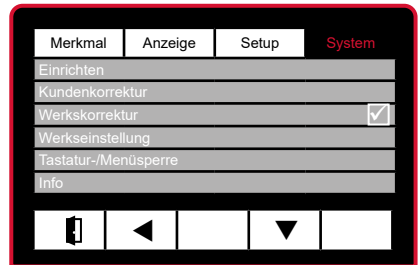 Merkmal Anzeige Setup System
Einrichten
Kundenkorrektur
Werkskorrektur
Werkseinstellung
Tastatur-/Menüsperre
Info